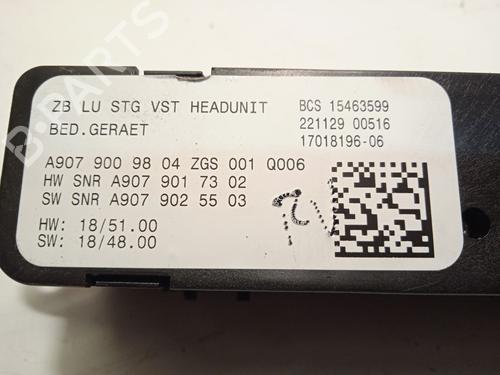 ZB LU STG VST HEADUNIT
BED.GERAET
BCS 15463599
221129 00516
17018196-06
A907 900 98 04 ZGS 001 Q006
HW SNR A907 901 73 02
SW SNR A907 902 55 03
HW: 18/51.00
SW: 18/48.00
B-PARTS